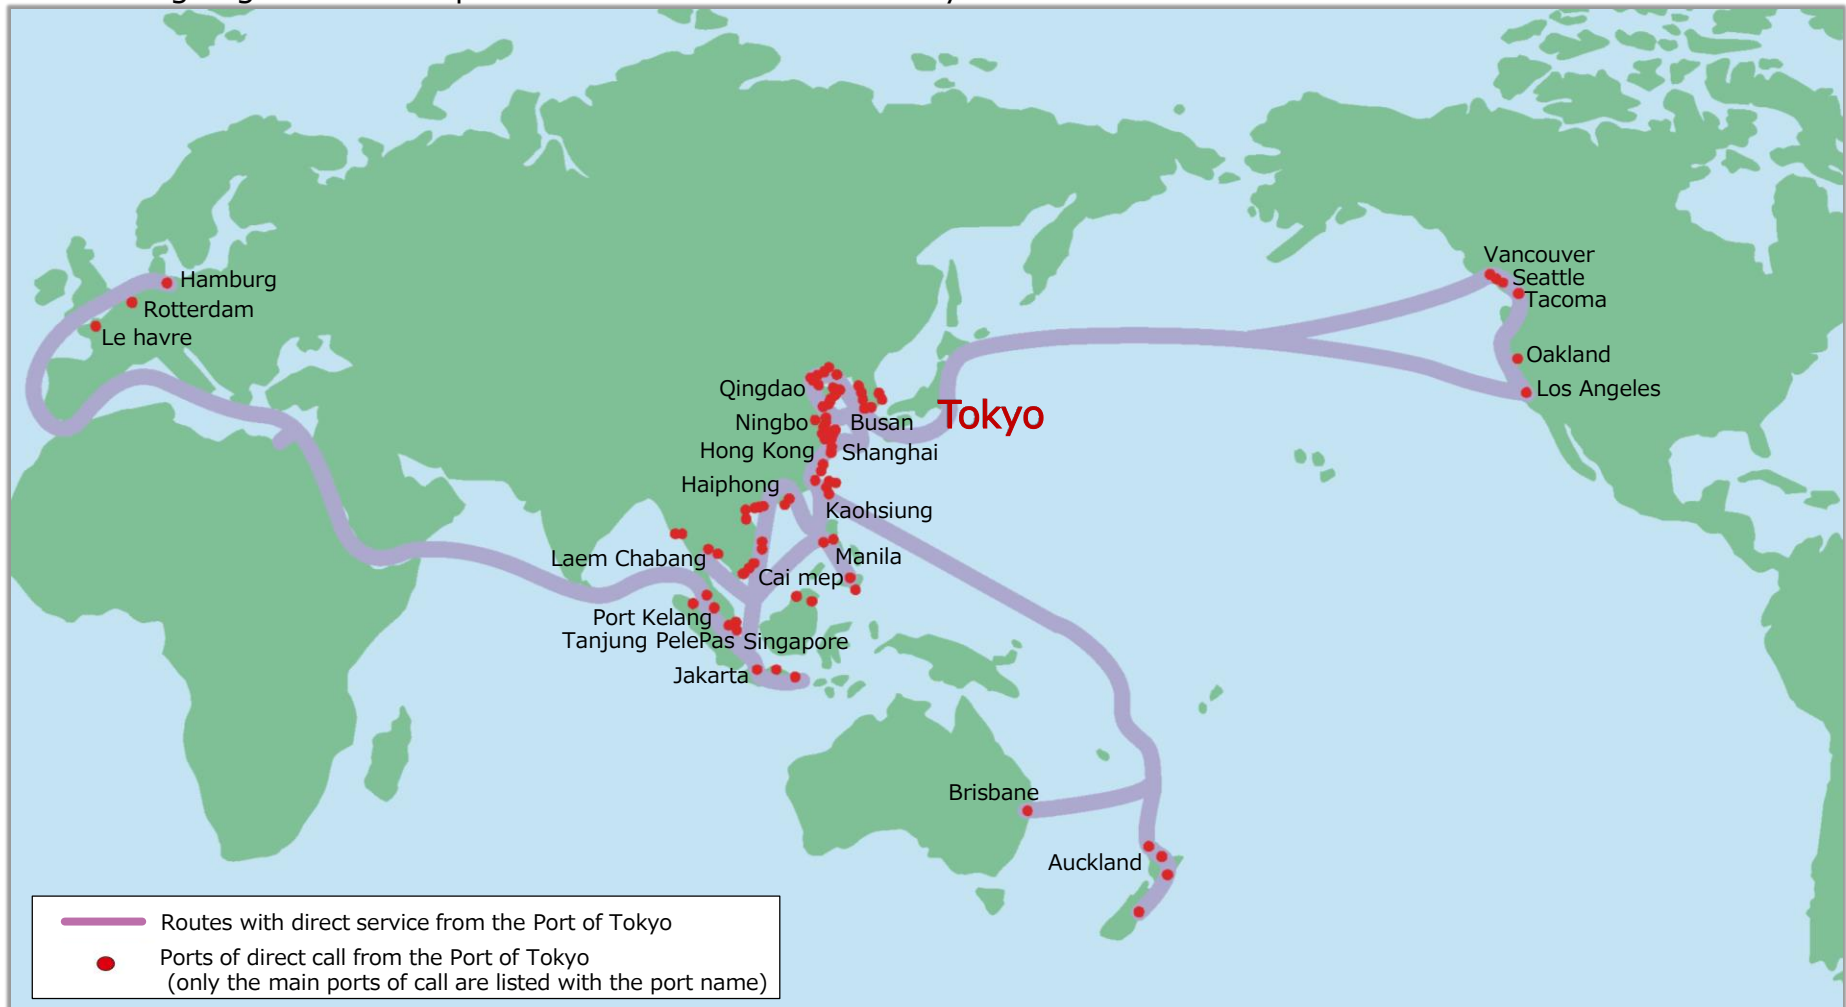 Hamburg
Rotterdam
Le havre
Vancouver
Seattle
Tacoma
Oakland
Los Angeles
Qingdao
Tokyo
Ningbo
Busan
Hong Kong
Shanghai
Haiphong
Kaohsiung
Laem Chabang
Manila
Cai mep
Port Kelang
Tanjung PelePas
Singapore
Jakarta
Brisbane
Auckland
Routes with direct service from the Port of Tokyo
Ports of direct call from the Port of Tokyo
(only the main ports of call are listed with the port name)